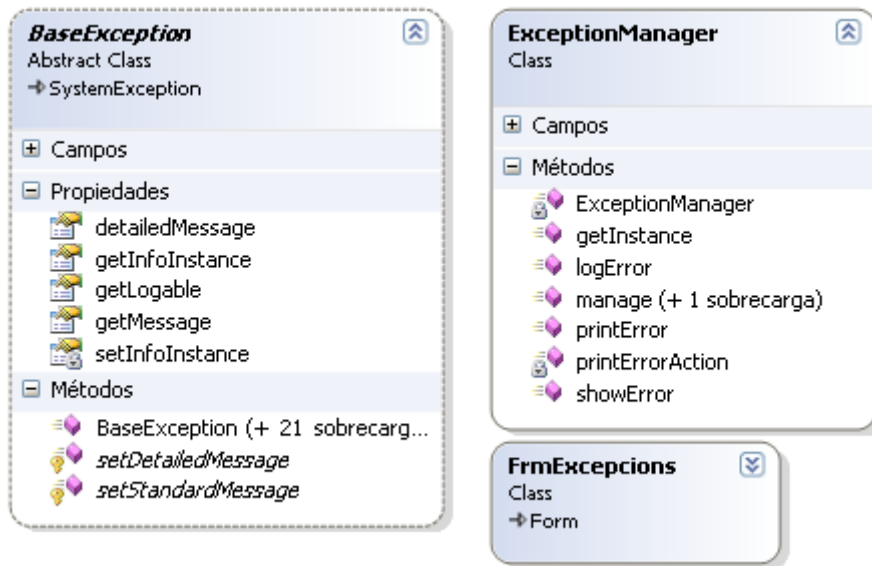 BaseException
Abstract Class
SystemException
Campos
Propiedades
detailedMessage
getInfoInstance
getLogable
getMessage
setInfoInstance
Métodos
BaseException (+ 21 sobrecarg...
setDetailedMessage
setStandardMessage
ExceptionManager
Class
Campos
Métodos
ExceptionManager
getInstance
logError
manage (+ 1 sobrecarga)
printError
printErrorAction
showError
FrmExcepcions
Class
Form